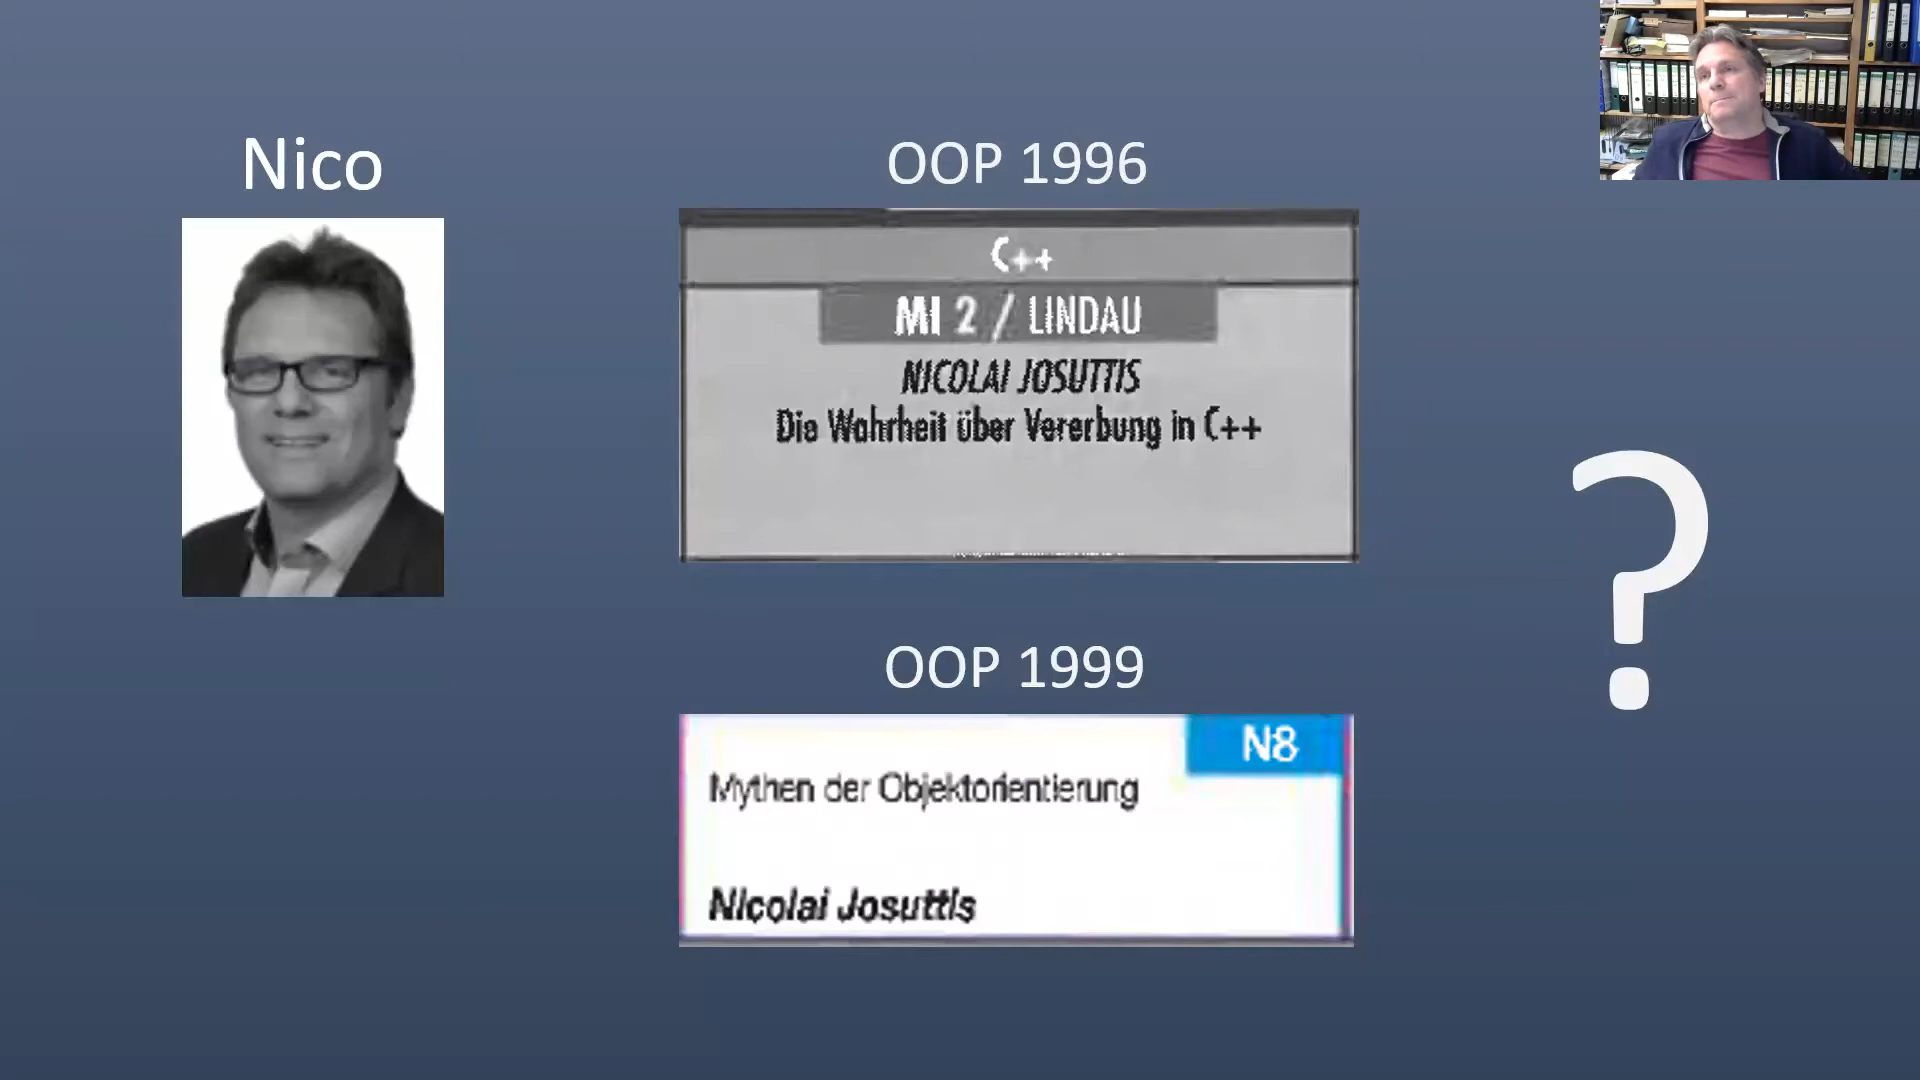 Nico
OOP 1996
C++
MI 2 / LINDAU
NICOLAI JOSUTTIS
Die Wahrheit über Vererbung in C++
?
OOP 1999
N8
Mythen der Objektorientierung
Nicolai Josuttis